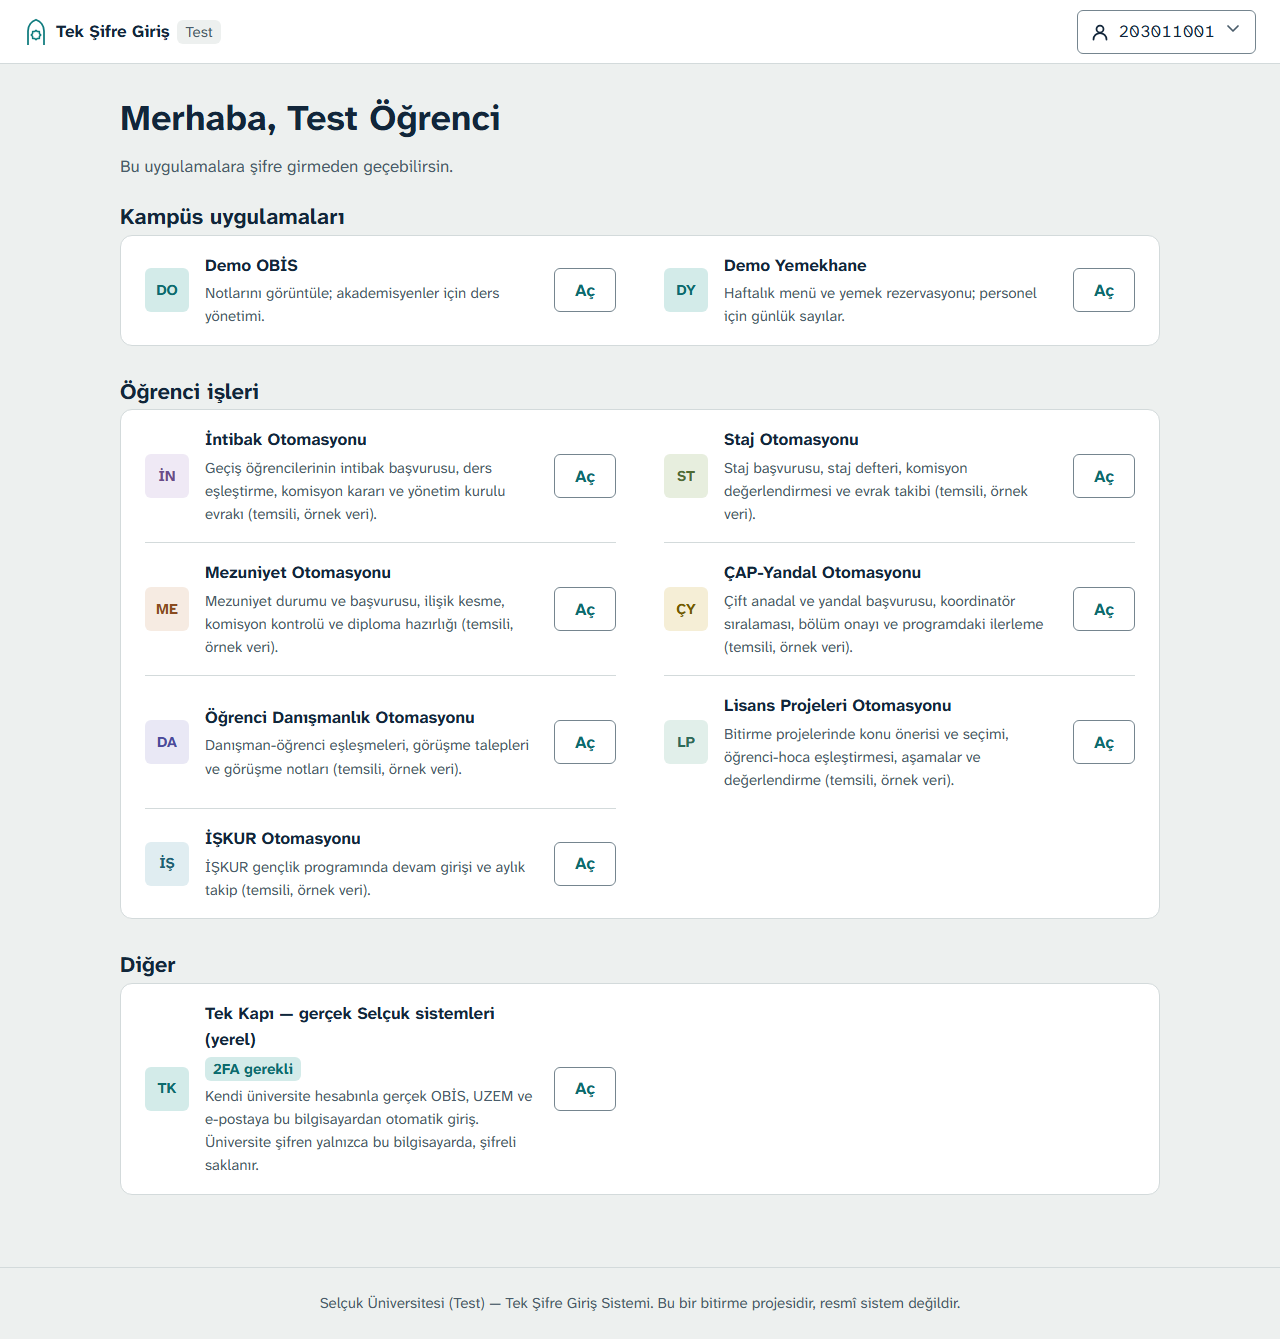 Tek Şifre Giriş Test
203011001
Merhaba, Test Öğrenci
Bu uygulamalara şifre girmeden geçebilirsin.
Kampüs uygulamaları
DO
Demo OBİS
Notlarını görüntüle; akademisyenler için ders
yönetimi.
Aç
DY
Demo Yemekhane
Haftalık menü ve yemek rezervasyonu; personel
için günlük sayılar.
Aç
Öğrenci işleri
İN
İntibak Otomasyonu
Geçiş öğrencilerinin intibak başvurusu, ders
eşleştirme, komisyon kararı ve yönetim kurulu
evrakı (temsili, örnek veri).
Aç
ST
Staj Otomasyonu
Staj başvurusu, staj defteri, komisyon
değerlendirmesi ve evrak takibi (temsili, örnek
veri).
Aç
ME
Mezuniyet Otomasyonu
Mezuniyet durumu ve başvurusu, ilişik kesme,
komisyon kontrolü ve diploma hazırlığı (temsili,
örnek veri).
Aç
ÇY
ÇAP-Yandal Otomasyonu
Çift anadal ve yandal başvurusu, koordinatör
sıralaması, bölüm onayı ve programdaki ilerleme
(temsili, örnek veri).
Aç
DA
Öğrenci Danışmanlık Otomasyonu
Danışman-öğrenci eşleşmeleri, görüşme talepleri
ve görüşme notları (temsili, örnek veri).
Aç
LP
Lisans Projeleri Otomasyonu
Bitirme projelerinde konu önerisi ve seçimi,
öğrenci-hoca eşleştirmesi, aşamalar ve
değerlendirme (temsili, örnek veri).
Aç
İŞ
İŞKUR Otomasyonu
İŞKUR gençlik programında devam girişi ve aylık
takip (temsili, örnek veri).
Aç
Diğer
TK
Tek Kapı — gerçek Selçuk sistemleri
(yerel)
2FA gerekli
Kendi üniversite hesabınla gerçek OBİS, UZEM ve
e-postaya bu bilgisayardan otomatik giriş.
Üniversite şifren yalnızca bu bilgisayarda, şifreli
saklanır.
Aç
Selçuk Üniversitesi (Test) — Tek Şifre Giriş Sistemi. Bu bir bitirme projesidir, resmî sistem değildir.